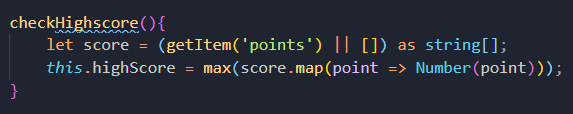 checkHighscore(){
    let score = (getItem('points') || []) as string[];
    this.highScore = max(score.map(point => Number(point)));
}